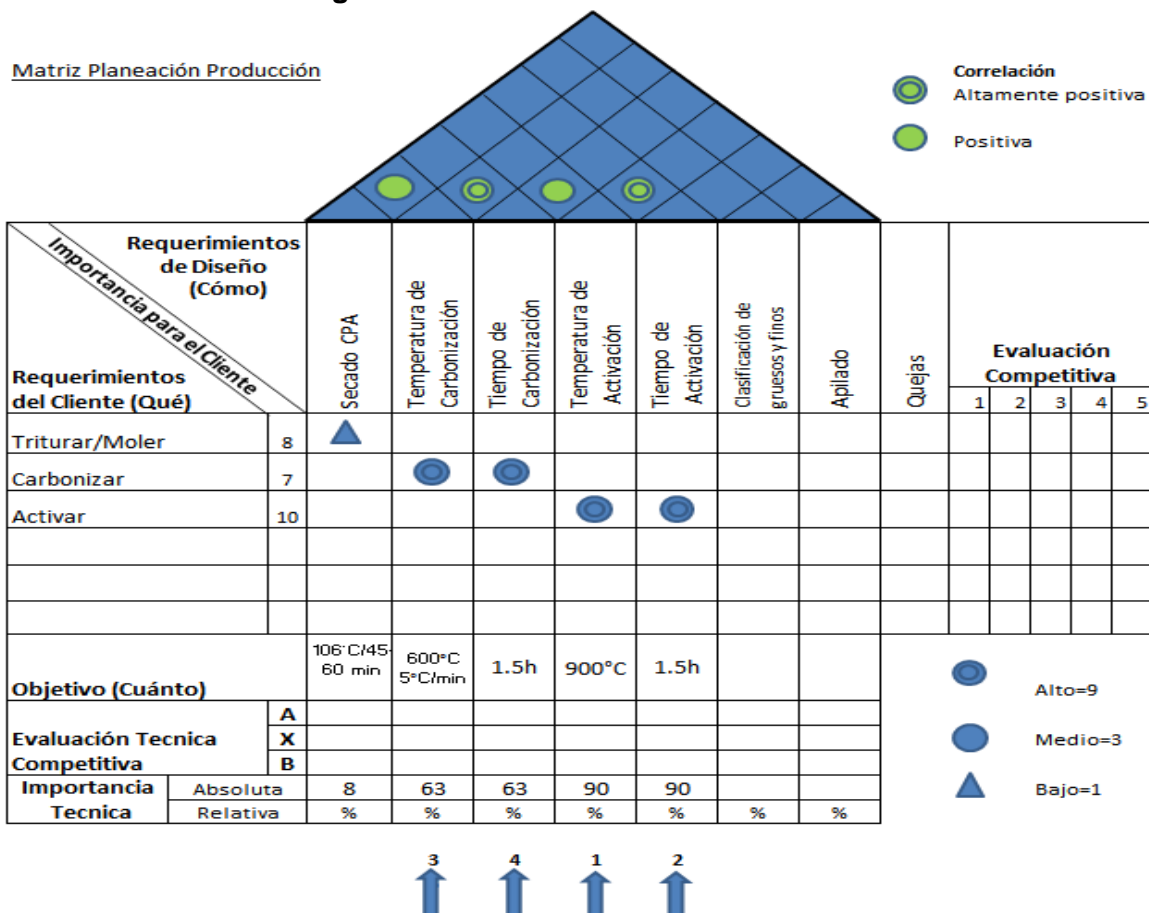 Matriz Planeación Producción
Correlación
Altamente positiva
Positiva
Requerimientos
de Diseño
(Cómo)
Importancia para el Cliente
Requerimientos
del Cliente (Qué)
Secado CPA
Temperatura de
Carbonización
Tiempo de
Carbonización
Temperatura de
Activación
Tiempo de
Activación
Clasificación de
gruesos y finos
Apilado
Quejas
Evaluación
Competitiva
1 2 3 4 5
Triturar/Moler 8
Carbonizar 7
Activar 10
Objetivo (Cuánto)
106°C/45-
60 min
600°C
5°C/min
1.5h
900°C
1.5h
Alto=9
Medio=3
Bajo=1
Evaluación Tecnica
Competitiva
A
X
B
Importancia
Tecnica
Absoluta 8 63 63 90 90
Relativa % % % % % % %
3 4 1 2